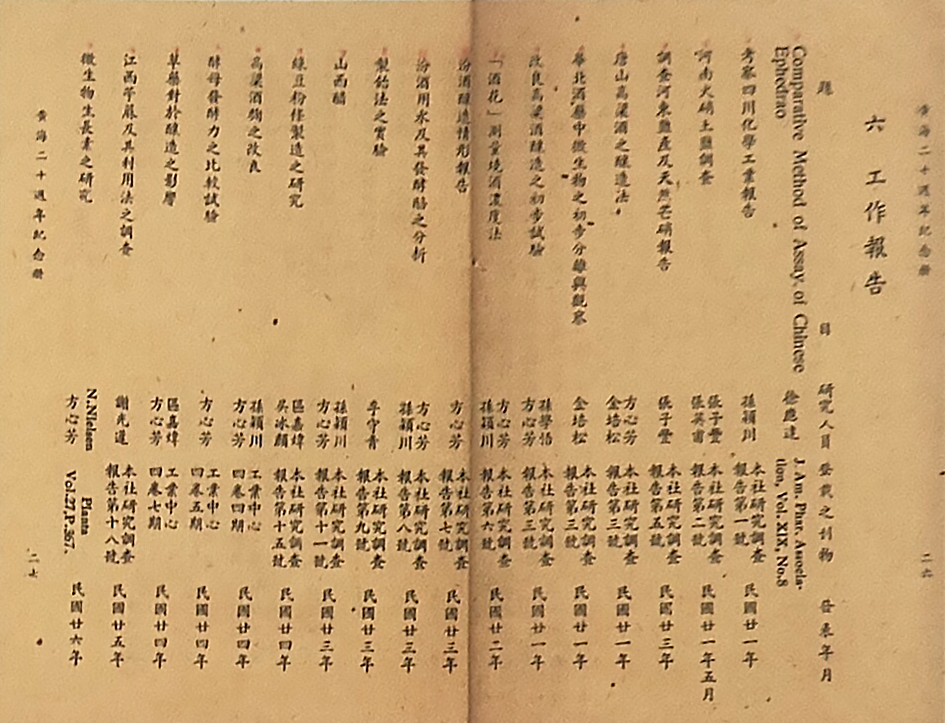 黃海二十週年紀念冊
六　工作報告
題　目　研究人員　登載之刊物　發表年月
Comparative Method of Assay of Chinese Ephedrao　徐應達　J. Am. Phar. Associa-tion, Vol. XIX, No.8
考察四川化學工業報告　孫穎川　本社研究調查報告第一號　民國廿一年
河南火硝土鹽調查　張子豐　張英甫　本社研究調查報告第二號　民國廿一年五月
調查河東鹽產及天然芒硝報告　張子豐　本社研究調查報告第五號　民國廿三年
唐山高粱酒之釀造法　方心芳　金培松　本社研究調查報告第三號　民國廿一年
華北酒麯中微生物之初步分離與觀察　金培松　本社研究調查報告第三號　民國廿一年
改良高粱酒釀造之初步試驗　孫學悟　方心芳　本社研究調查報告第三號　民國廿一年
「酒花」測量燒酒濃度法　方心芳　孫穎川　本社研究調查報告第六號　民國廿二年
汾酒釀造情形報告　方心芳　本社研究調查報告第七號　民國廿三年
汾酒用水及其發酵醅之分析　方心芳　孫穎川　本社研究調查報告第八號　民國廿三年
製飴法之實驗　李守青　本社研究調查報告第九號　民國廿三年
山西醋　孫穎川　方心芳　本社研究調查報告第十一號　民國廿三年
綠豆粉條製造之研究　區嘉煒　吳冰顏　本社研究調查報告第十五號　民國廿四年
高粱酒麯之改良　孫穎川　方心芳　工業中心四卷四期　民國廿四年
酵母發酵力之比較試驗　方心芳　工業中心四卷五期　民國廿四年
草藥對於釀造之影響　區嘉煒　方心芳　工業中心四卷七期　民國廿四年
江西苧蔴及其利用法之調查　謝光遽　本社研究調查報告第十八號　民國廿五年
微生物生長素之研究　N.Nielsen　方心芳　Planta Vol.27,P.367.　民國廿六年
黃海二十週年紀念冊
二六
二七